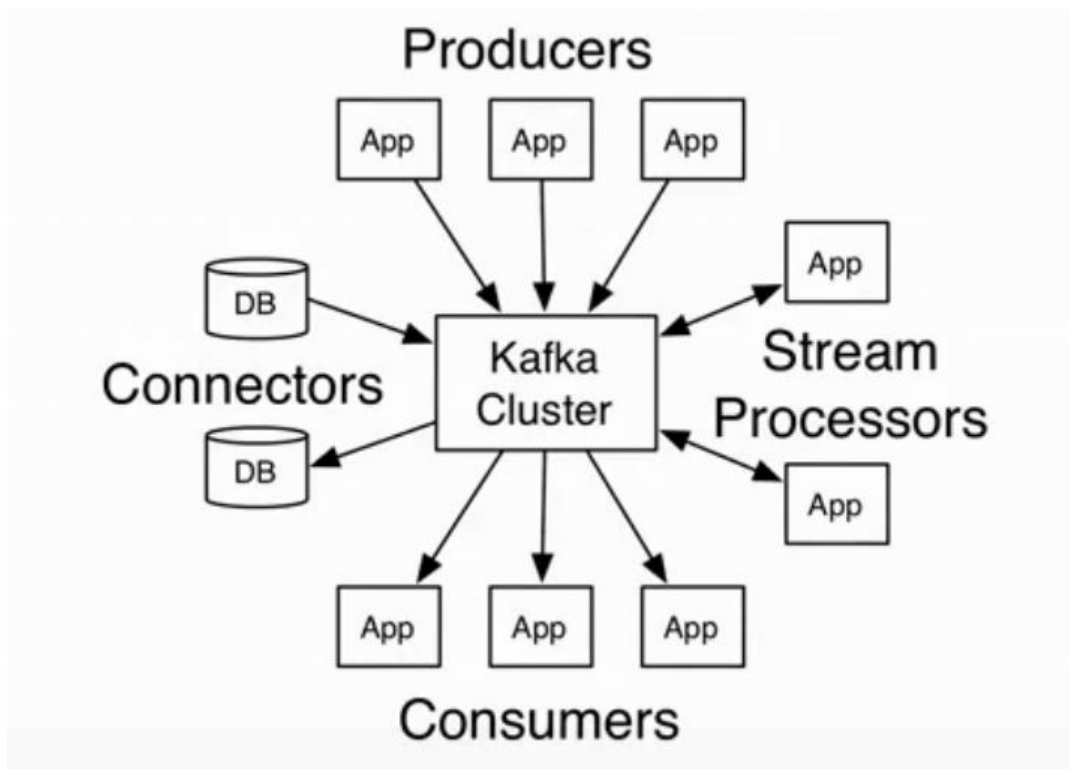 Producers
App
App
App
App
DB
Kafka
Cluster
Stream
Processors
Connectors
DB
App
App
App
App
Consumers